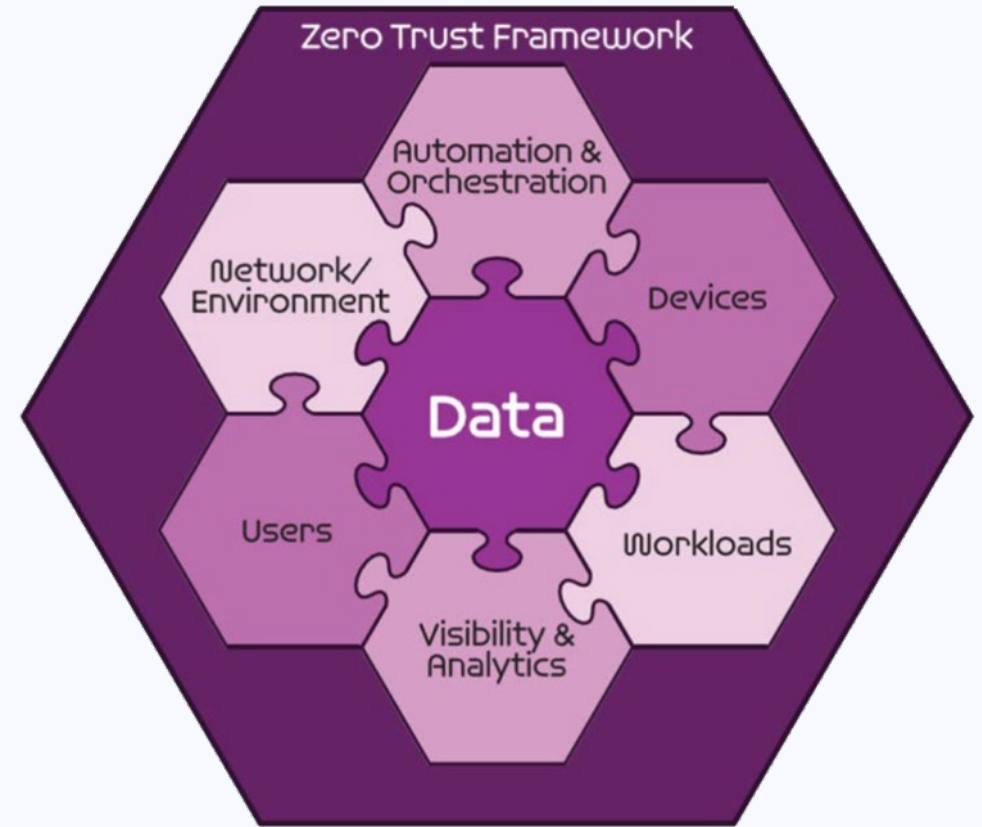 Zero Trust Framework
Automation &
Orchestration
Network/
Environment
Devices
Data
Users
Workloads
Visibility &
Analytics